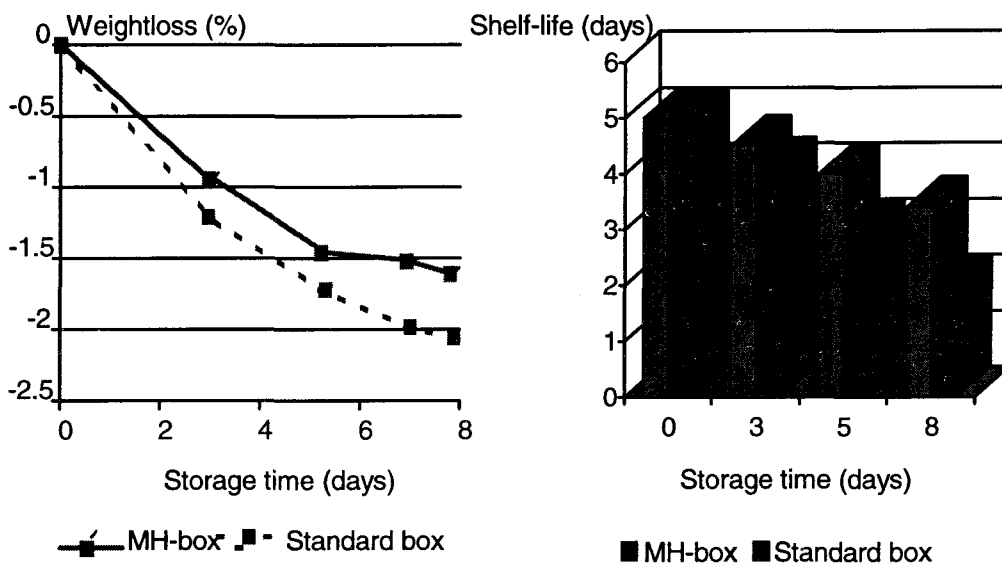 Weightloss (%)
0
-0.5
-1
-1.5
-2
-2.5
0 2 4 6 8
Storage time (days)
MH-box Standard box
Shelf-life (days)
6
5
4
3
2
1
0
0 3 5 8
Storage time (days)
MH-box Standard box